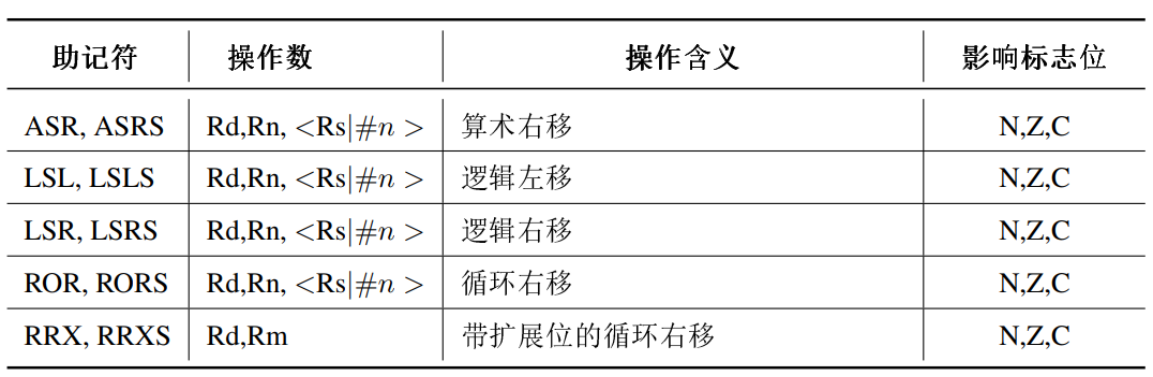 助记符 操作数 操作含义 影响标志位
ASR, ASRS Rd,Rn, <Rs|#n > 算术右移 N,Z,C
LSL, LSLS Rd,Rn, <Rs|#n > 逻辑左移 N,Z,C
LSR, LSRS Rd,Rn, <Rs|#n > 逻辑右移 N,Z,C
ROR, RORS Rd,Rn, <Rs|#n > 循环右移 N,Z,C
RRX, RRXS Rd,Rm 带扩展位的循环右移 N,Z,C